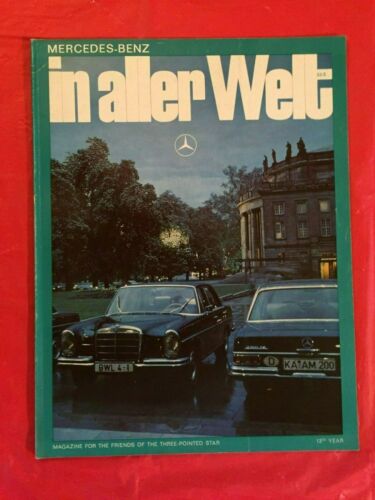 MERCEDES-BENZ
in aller Welt
BWL 4-1
D
KA·AM 200
MAGAZINE FOR THE FRIENDS OF THE THREE-POINTED STAR
13TH YEAR